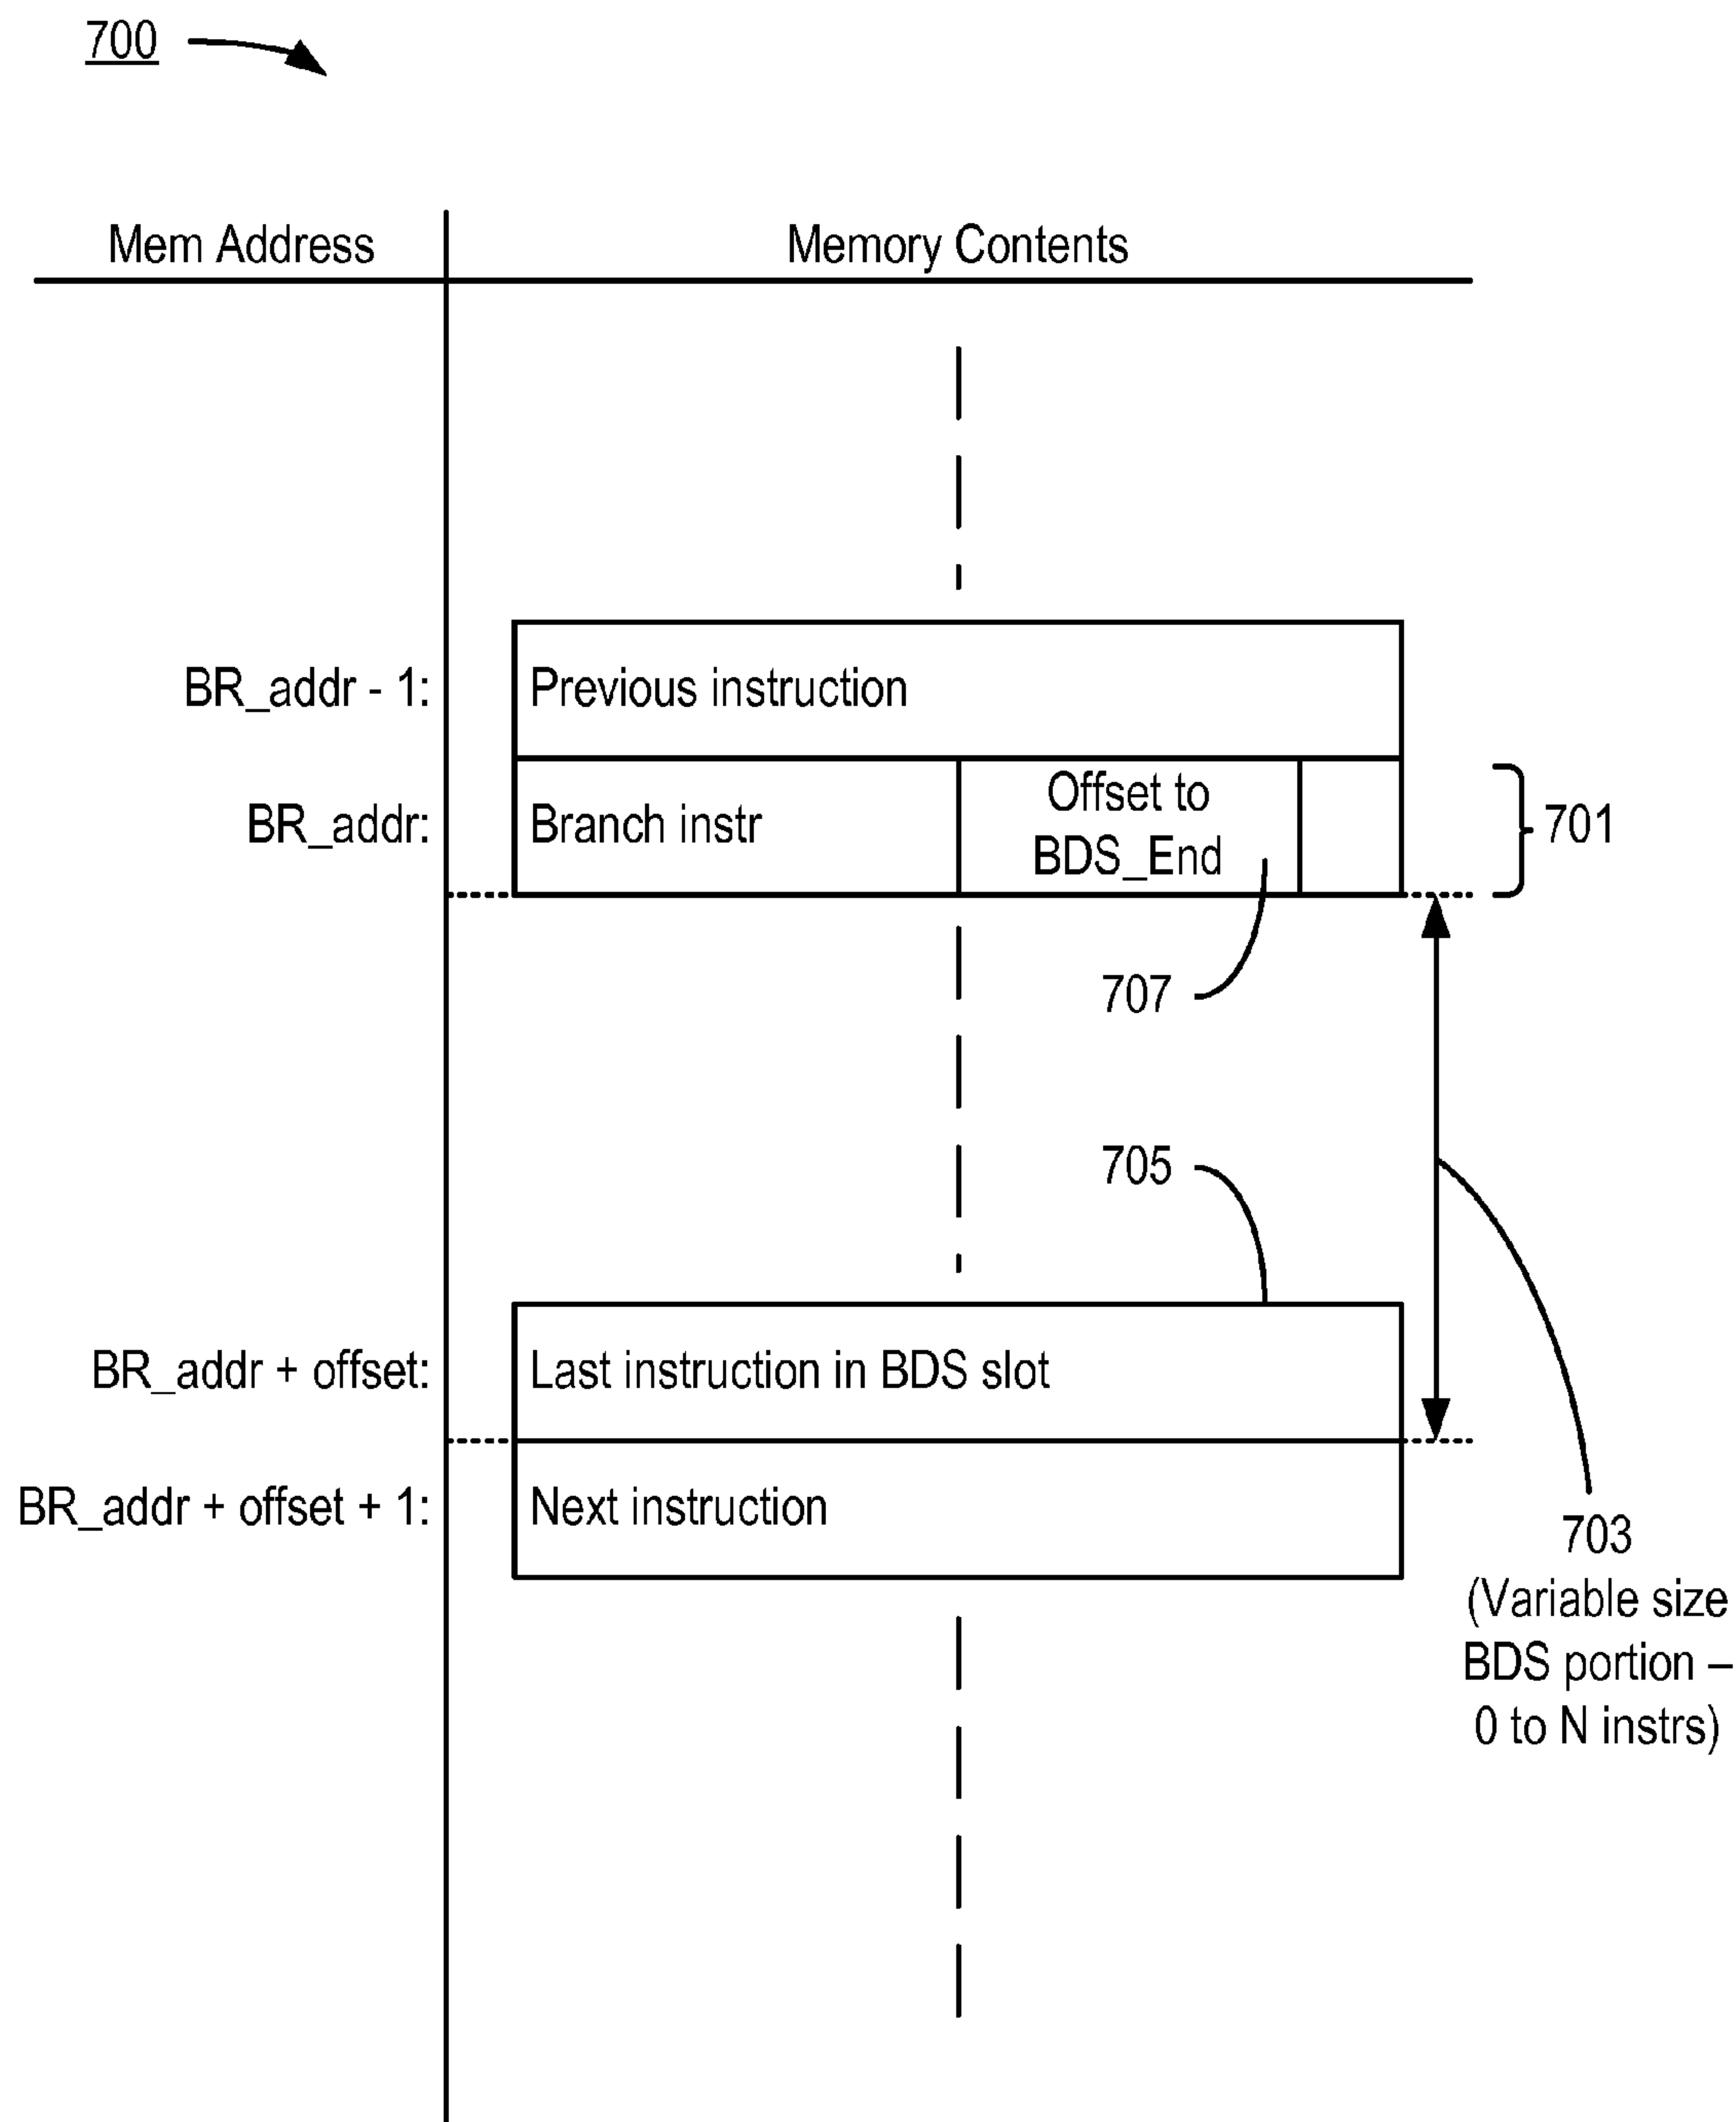 700
Mem Address Memory Contents
BR_addr - 1: Previous instruction
BR_addr: Branch instr Offset to
BDS_End 701
707
705
BR_addr + offset: Last instruction in BDS slot
BR_addr + offset + 1: Next instruction
703
(Variable size
BDS portion –
0 to N instrs)